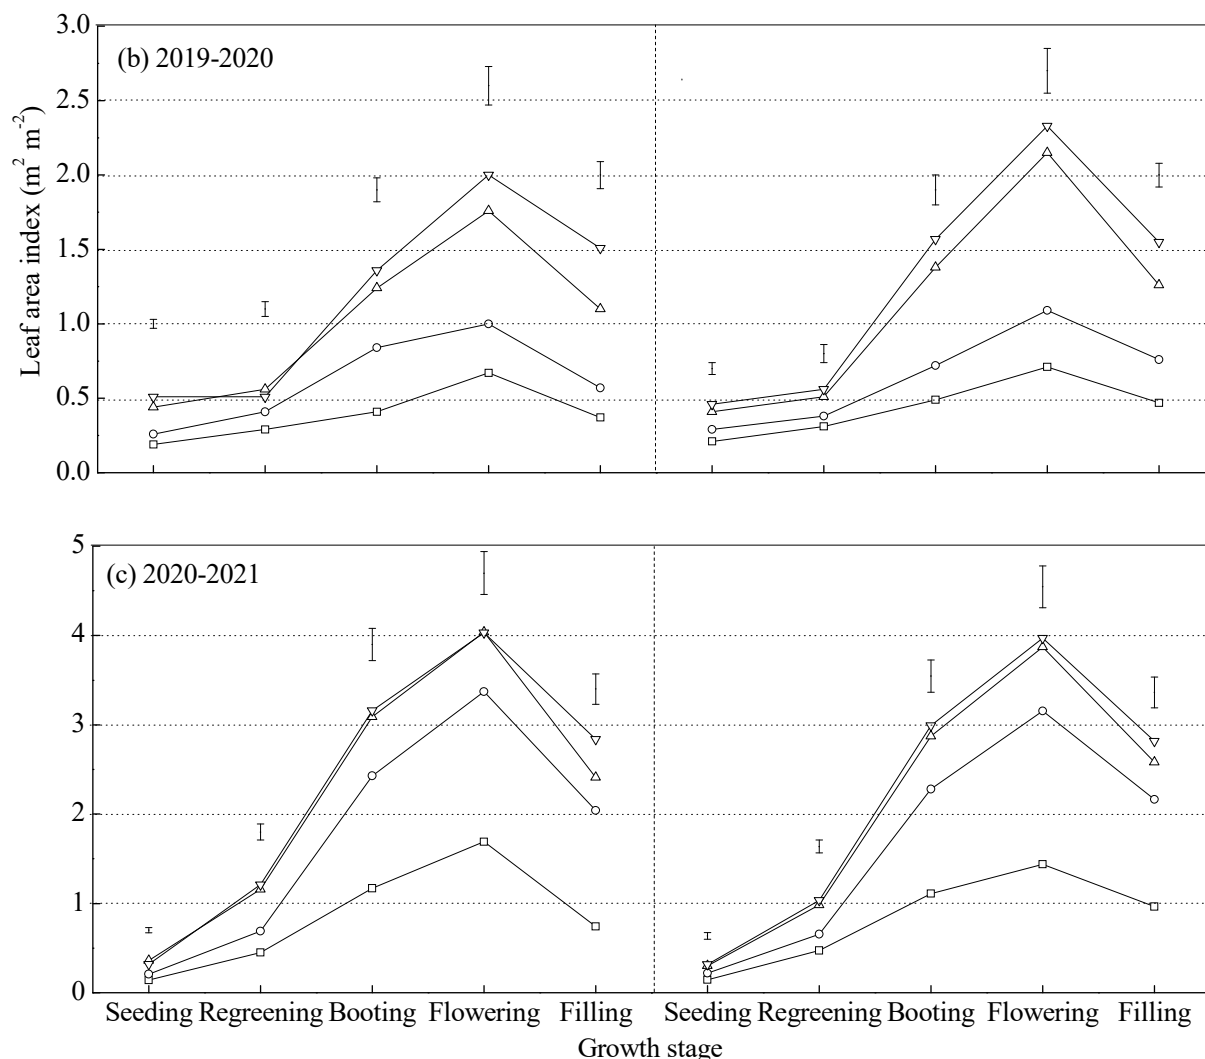 3.0
(b) 2019-2020
2.5
2.0
1.5
1.0
0.5
0.0
Leaf area index (m² m⁻²)
5
(c) 2020-2021
4
3
2
1
0
Seeding Regreening Booting Flowering Filling Seeding Regreening Booting Flowering Filling
Growth stage